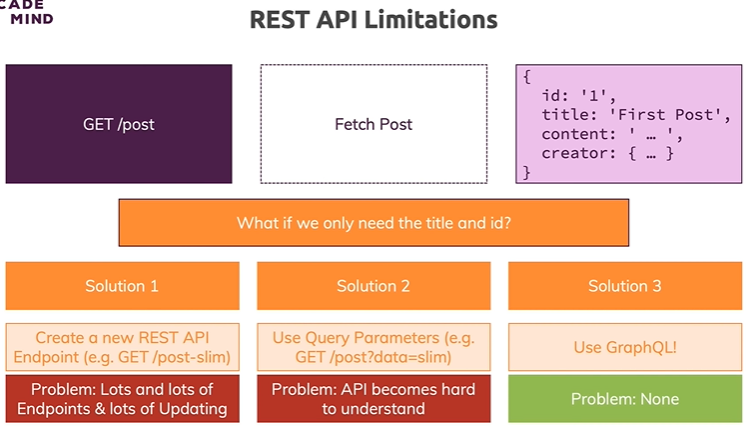 CADE
MIND
REST API Limitations
GET /post
Fetch Post
{
id: '1',
title: 'First Post',
content: ' … ',
creator: { … }
}
What if we only need the title and id?
Solution 1
Solution 2
Solution 3
Create a new REST API
Endpoint (e.g. GET /post-slim)
Use Query Parameters (e.g.
GET /post?data=slim)
Use GraphQL!
Problem: Lots and lots of
Endpoints & lots of Updating
Problem: API becomes hard
to understand
Problem: None